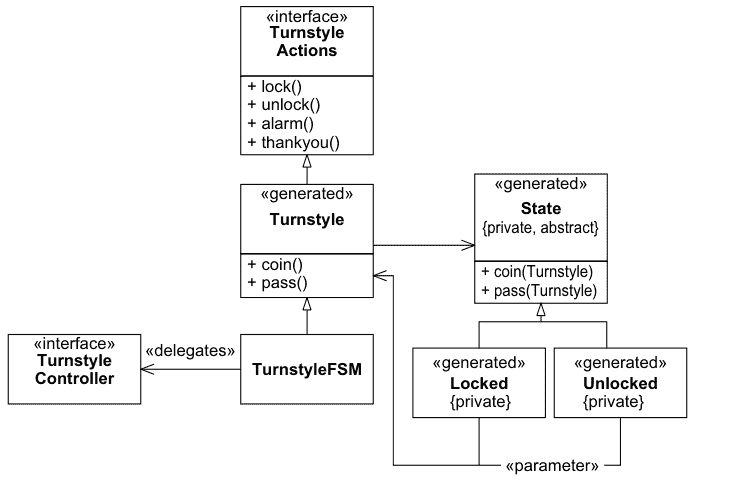 «interface»
Turnstyle
Actions
+ lock()
+ unlock()
+ alarm()
+ thankyou()
«generated»
Turnstyle
+ coin()
+ pass()
«generated»
State
{private, abstract}
+ coin(Turnstyle)
+ pass(Turnstyle)
«interface»
Turnstyle
Controller
«delegates»
TurnstyleFSM
«generated»
Locked
{private}
«generated»
Unlocked
{private}
«parameter»